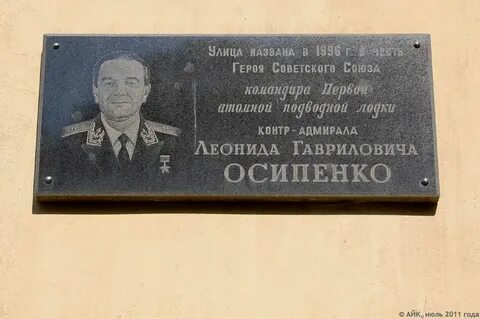 Улица названа в 1996 г. в честь
Героя Советского Союза
командира Первой
атомной подводной лодки
контр-адмирала
Леонида Гавриловича
ОСИПЕНКО
© АЙК, июль 2011 года